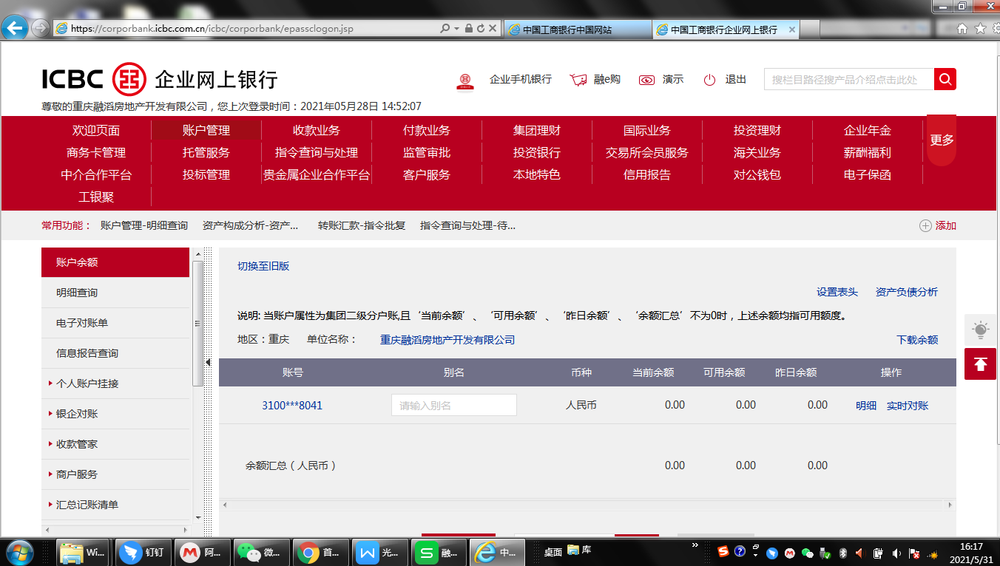 https://corporbank.icbc.com.cn/icbc/corporbank/epassclogon.jsp
中国工商银行中国网站
中国工商银行企业网上银行
ICBC 企业网上银行
企业手机银行 融e购 演示 退出 搜栏目路径搜产品介绍点击此处
尊敬的重庆融滔房地产开发有限公司，您上次登录时间：2021年05月28日 14:52:07
欢迎页面 账户管理 收款业务 付款业务 集团理财 国际业务 投资理财 企业年金
更多
商务卡管理 托管服务 指令查询与处理 监管审批 投资银行 交易所会员服务 海关业务 薪酬福利
中介合作平台 投标管理 贵金属企业合作平台 客户服务 本地特色 信用报告 对公钱包 电子保函
工银聚
常用功能： 账户管理-明细查询 资产构成分析-资产... 转账汇款-指令批复 指令查询与处理-待... 添加
账户余额
明细查询
电子对账单
信息报告查询
个人账户挂接
银企对账
收款管家
商户服务
汇总记账清单
切换至旧版
设置表头 资产负债分析
说明: 当账户属性为集团二级分户账,且‘当前余额’、‘可用余额’、‘昨日余额’、‘余额汇总’不为0时，上述余额均指可用额度。
地区：重庆 单位名称： 重庆融滔房地产开发有限公司 下载余额
账号 别名 币种 当前余额 可用余额 昨日余额 操作
3100***8041 请输入别名 人民币 0.00 0.00 0.00 明细 实时对账
余额汇总（人民币） 0.00 0.00 0.00
Wi... 钉钉 阿... 微... 首... 光... 融... 中... 桌面 库
16:17
2021/5/31